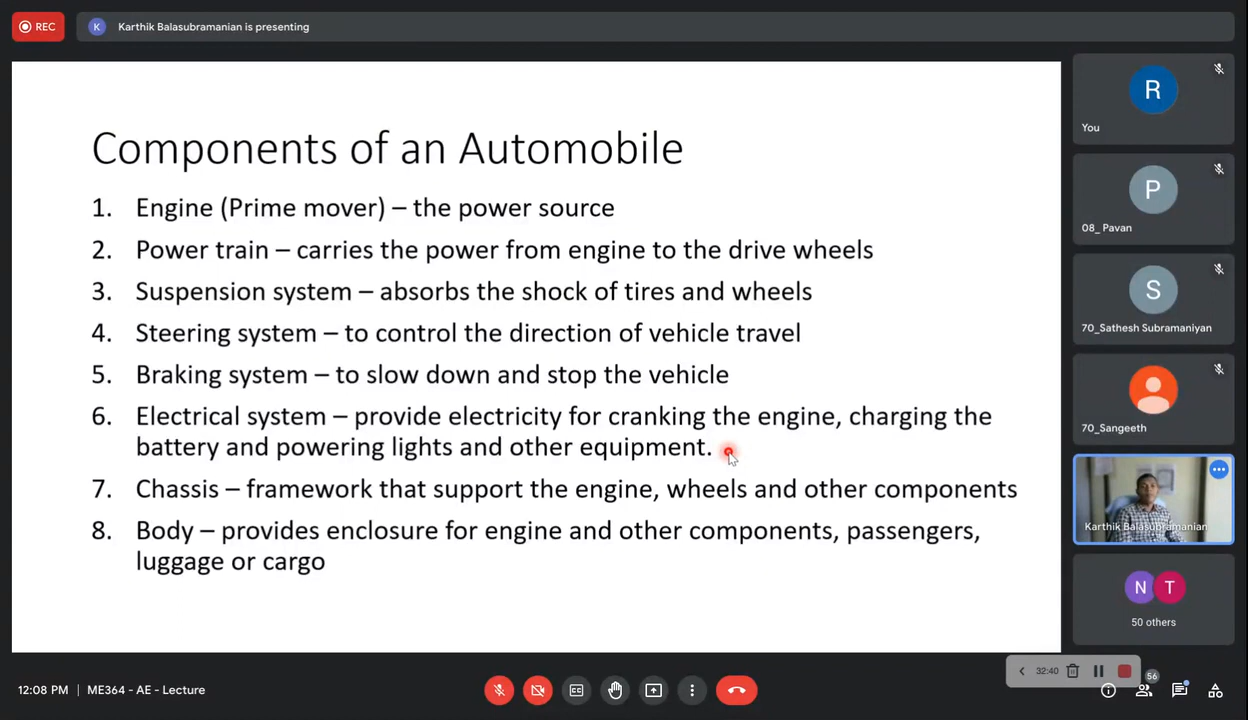 REC
K
Karthik Balasubramanian is presenting
Components of an Automobile
1. Engine (Prime mover) – the power source
2. Power train – carries the power from engine to the drive wheels
3. Suspension system – absorbs the shock of tires and wheels
4. Steering system – to control the direction of vehicle travel
5. Braking system – to slow down and stop the vehicle
6. Electrical system – provide electricity for cranking the engine, charging the
battery and powering lights and other equipment.
7. Chassis – framework that support the engine, wheels and other components
8. Body – provides enclosure for engine and other components, passengers,
luggage or cargo
R
You
P
08_ Pavan
S
70_Sathesh Subramaniyan
70_Sangeeth
Karthik Balasubramanian
N T
50 others
32:40
12:08 PM | ME364 - AE - Lecture
CC
56